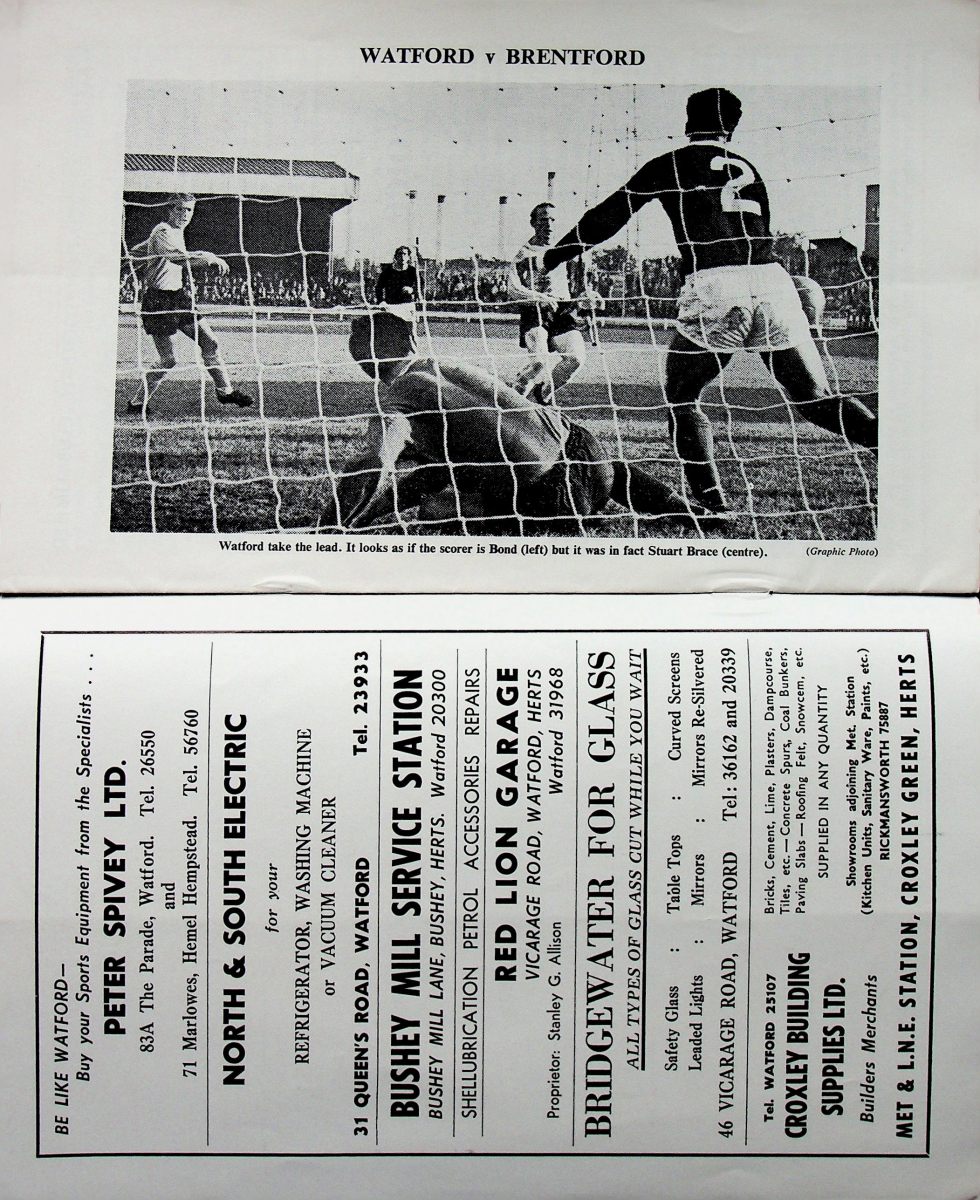 WATFORD v BRENTFORD
2
Watford take the lead. It looks as if the scorer is Bond (left) but it was in fact Stuart Brace (centre).
(Graphic Photo)
BE LIKE WATFORD—
Buy your Sports Equipment from the Specialists . . .
PETER SPIVEY LTD.
83A The Parade, Watford. Tel. 26550
and
71 Marlowes, Hemel Hempstead. Tel. 56760
NORTH & SOUTH ELECTRIC
for your
REFRIGERATOR, WASHING MACHINE
or VACUUM CLEANER
31 QUEEN'S ROAD, WATFORD Tel. 23933
BUSHEY MILL SERVICE STATION
BUSHEY MILL LANE, BUSHEY, HERTS. Watford 20300
SHELLUBRICATION PETROL ACCESSORIES REPAIRS
RED LION GARAGE
VICARAGE ROAD, WATFORD, HERTS
Proprietor: Stanley G. Allison Watford 31968
BRIDGEWATER FOR GLASS
ALL TYPES OF GLASS CUT WHILE YOU WAIT
Safety Glass : Table Tops : Curved Screens
Leaded Lights : Mirrors : Mirrors Re-Silvered
46 VICARAGE ROAD, WATFORD Tel: 36162 and 20339
Tel. WATFORD 25107
CROXLEY BUILDING
SUPPLIES LTD.
Builders Merchants
Bricks, Cement, Lime, Plasters, Dampcourse,
Tiles, etc. — Concrete Spurs, Coal Bunkers,
Paving Slabs — Roofing Felt, Snowcem, etc.
SUPPLIED IN ANY QUANTITY
Showrooms adjoining Met. Station
(Kitchen Units, Sanitary Ware, Paints, etc.)
RICKMANSWORTH 75887
MET & L.N.E. STATION, CROXLEY GREEN, HERTS